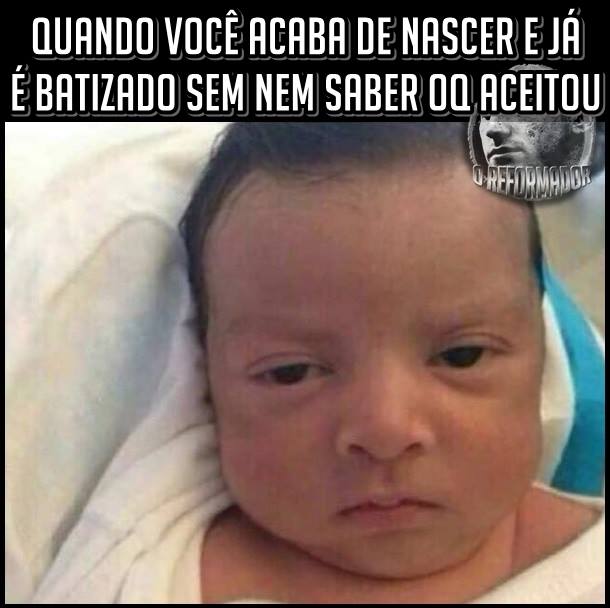 QUANDO VOCÊ ACABA DE NASCER E JÁ
É BATIZADO SEM NEM SABER OQ ACEITOU
O REFORMADOR